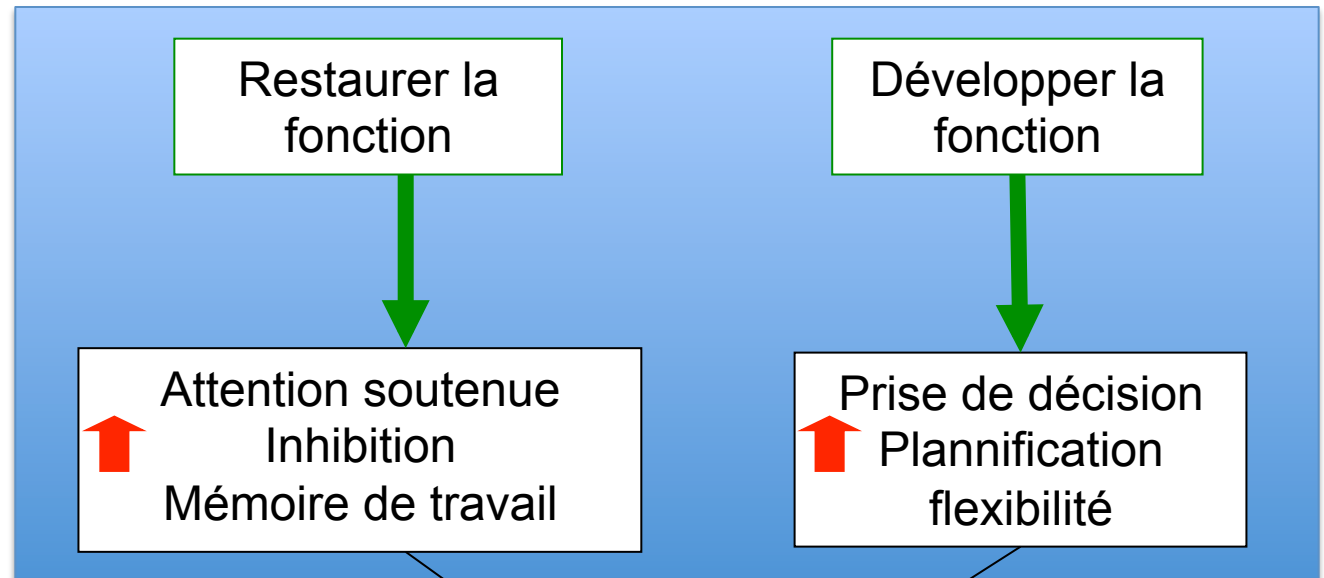 Restaurer la
fonction
Développer la
fonction
Attention soutenue
Inhibition
Mémoire de travail
Prise de décision
Plannification
flexibilité